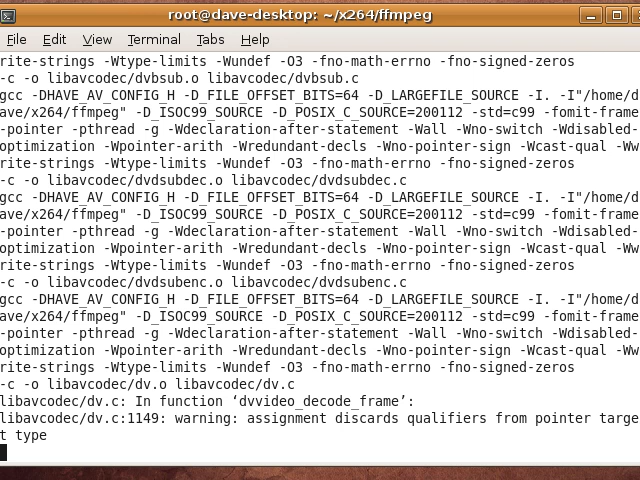 root@dave-desktop: ~/x264/ffmpeg
File Edit View Terminal Tabs Help
rite-strings -Wtype-limits -Wundef -O3 -fno-math-errno -fno-signed-zeros
-c -o libavcodec/dvbsub.o libavcodec/dvbsub.c
gcc -DHAVE_AV_CONFIG_H -D_FILE_OFFSET_BITS=64 -D_LARGEFILE_SOURCE -I. -I"/home/d
ave/x264/ffmpeg" -D_ISOC99_SOURCE -D_POSIX_C_SOURCE=200112 -std=c99 -fomit-frame
-pointer -pthread -g -Wdeclaration-after-statement -Wall -Wno-switch -Wdisabled-
optimization -Wpointer-arith -Wredundant-decls -Wno-pointer-sign -Wcast-qual -Ww
rite-strings -Wtype-limits -Wundef -O3 -fno-math-errno -fno-signed-zeros
-c -o libavcodec/dvdsubdec.o libavcodec/dvdsubdec.c
gcc -DHAVE_AV_CONFIG_H -D_FILE_OFFSET_BITS=64 -D_LARGEFILE_SOURCE -I. -I"/home/d
ave/x264/ffmpeg" -D_ISOC99_SOURCE -D_POSIX_C_SOURCE=200112 -std=c99 -fomit-frame
-pointer -pthread -g -Wdeclaration-after-statement -Wall -Wno-switch -Wdisabled-
optimization -Wpointer-arith -Wredundant-decls -Wno-pointer-sign -Wcast-qual -Ww
rite-strings -Wtype-limits -Wundef -O3 -fno-math-errno -fno-signed-zeros
-c -o libavcodec/dvdsubenc.o libavcodec/dvdsubenc.c
gcc -DHAVE_AV_CONFIG_H -D_FILE_OFFSET_BITS=64 -D_LARGEFILE_SOURCE -I. -I"/home/d
ave/x264/ffmpeg" -D_ISOC99_SOURCE -D_POSIX_C_SOURCE=200112 -std=c99 -fomit-frame
-pointer -pthread -g -Wdeclaration-after-statement -Wall -Wno-switch -Wdisabled-
optimization -Wpointer-arith -Wredundant-decls -Wno-pointer-sign -Wcast-qual -Ww
rite-strings -Wtype-limits -Wundef -O3 -fno-math-errno -fno-signed-zeros
-c -o libavcodec/dv.o libavcodec/dv.c
libavcodec/dv.c: In function ‘dvvideo_decode_frame’:
libavcodec/dv.c:1149: warning: assignment discards qualifiers from pointer targe
t type